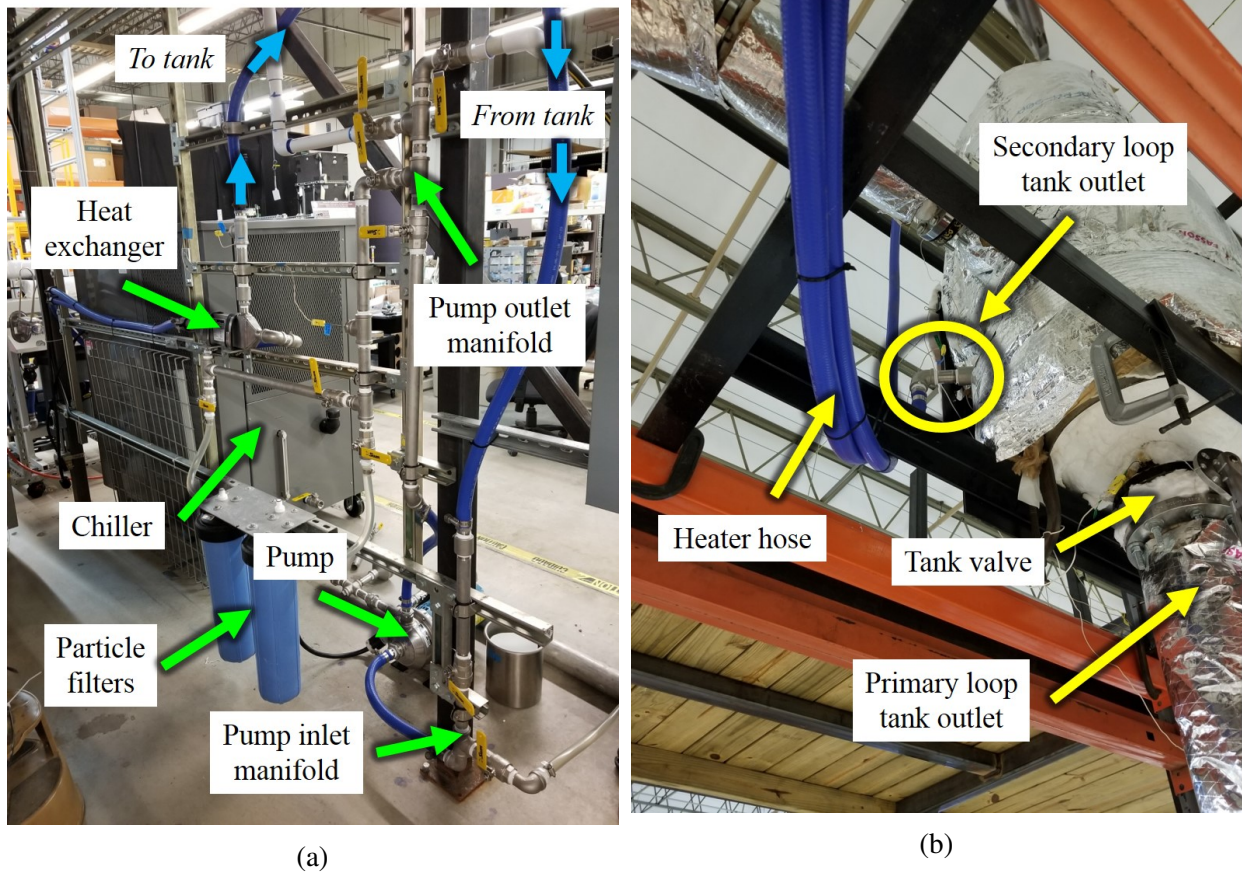 To tank
From tank
Heat
exchanger
Pump outlet
manifold
Chiller
Pump
Particle
filters
Pump inlet
manifold
(a)
Secondary loop
tank outlet
Heater hose
Tank valve
Primary loop
tank outlet
(b)